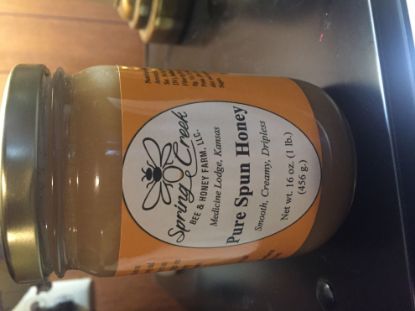 Spring Creek
BEE & HONEY FARM, LLC.
Medicine Lodge, Kansas
Pure Spun Honey
Smooth, Creamy, Dripless
Net wt. 16 oz. (1 lb.)
(456 g.)